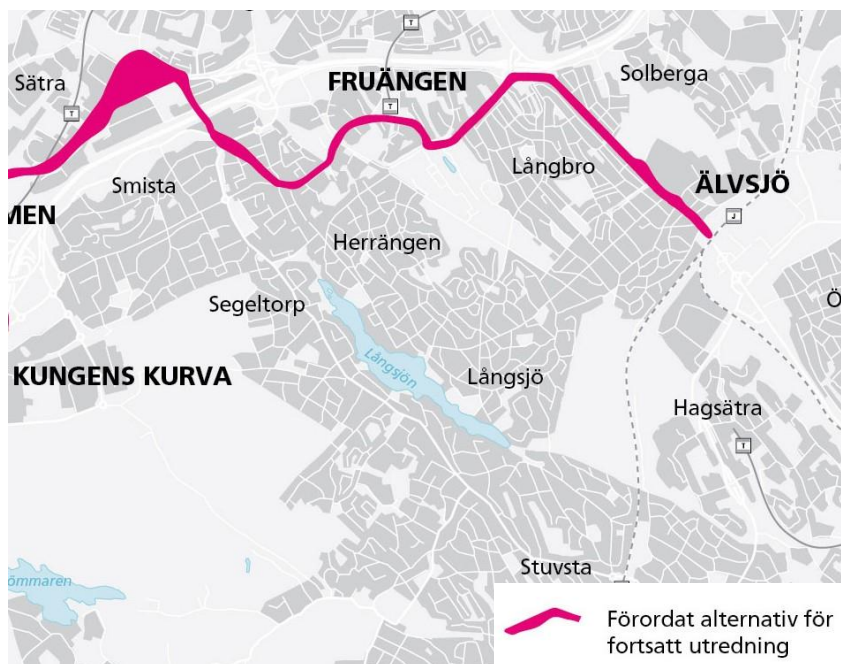 Solberga
Sätra
T
FRUÄNGEN
T
T
Långbro
Smista
ÄLVSJÖ
J
MEN
Herrängen
Segeltorp
Ö
Långsjön
KUNGENS KURVA
Långsjö
Hagsätra
T
Stuvsta
ömmaren
Förordat alternativ för
fortsatt utredning